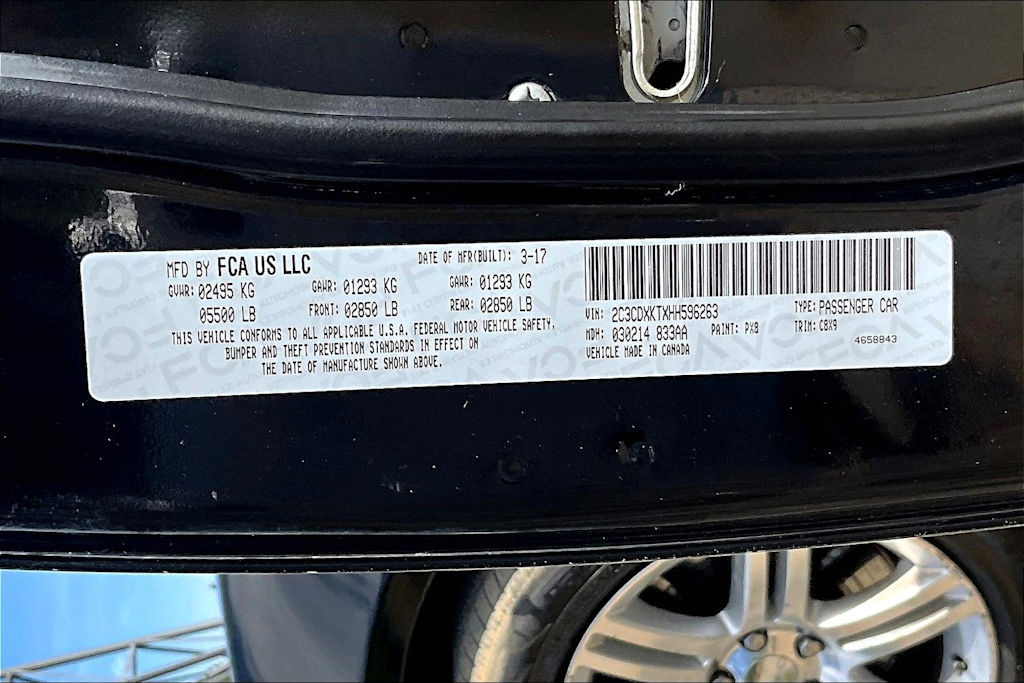 MFD BY FCA US LLC DATE OF MFR(BUILT): 3-17
GVWR: 02495 KG GAWR: 01293 KG GAWR: 01293 KG
05500 LB FRONT: 02850 LB REAR: 02850 LB
THIS VEHICLE CONFORMS TO ALL APPLICABLE U.S.A. FEDERAL MOTOR VEHICLE SAFETY,
BUMPER AND THEFT PREVENTION STANDARDS IN EFFECT ON
THE DATE OF MANUFACTURE SHOWN ABOVE.
VIN: 2C3CDXKTXHH596263 TYPE: PASSENGER CAR
MDH: 030214 833AA PAINT: PX8 TRIM: C8X9
VEHICLE MADE IN CANADA 4658843